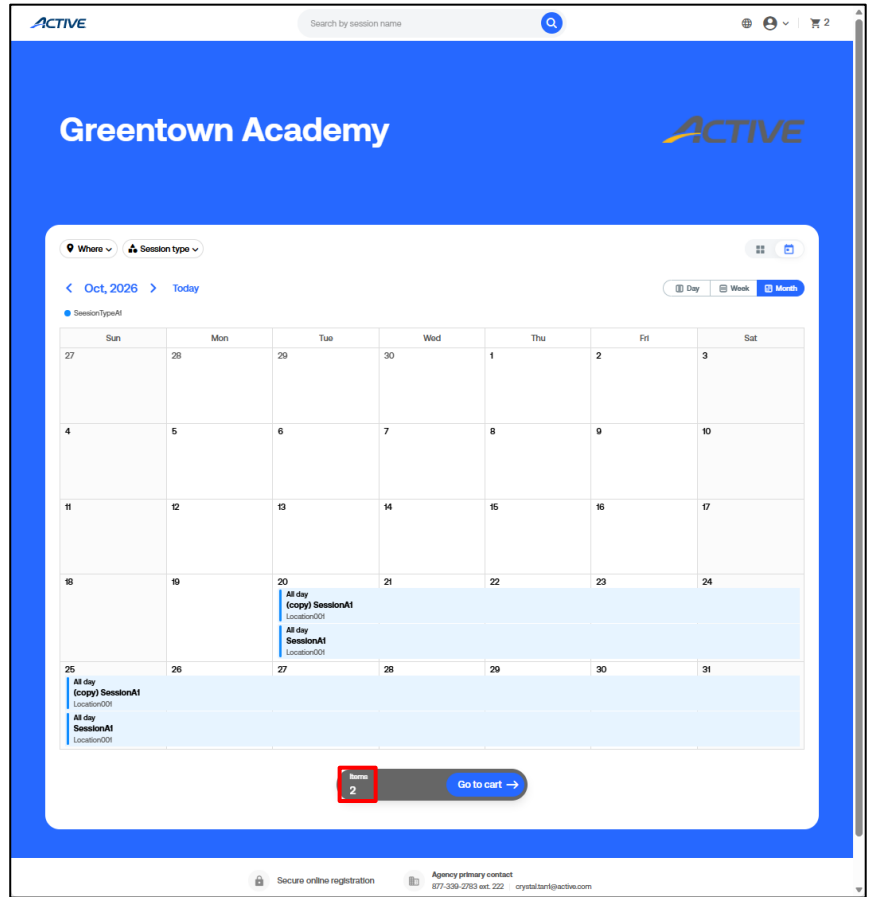 ACTIVE
Search by session name
2
Greentown Academy
ACTIVE
Where
Session type
Oct, 2026
Today
Day
Week
Month
SeesionTypeA1
Sun Mon Tue Wed Thu Fri Sat
27 28 29 30 1 2 3
4 5 6 7 8 9 10
11 12 13 14 15 16 17
18 19 20 21 22 23 24
All day
(copy) SessionA1
Location001
All day
SessionA1
Location001
25 26 27 28 29 30 31
All day
(copy) SessionA1
Location001
All day
SessionA1
Location001
Items
2
Go to cart →
Secure online registration
Agency primary contact
877-339-2783 ext. 222 | crystal.tan1@active.com